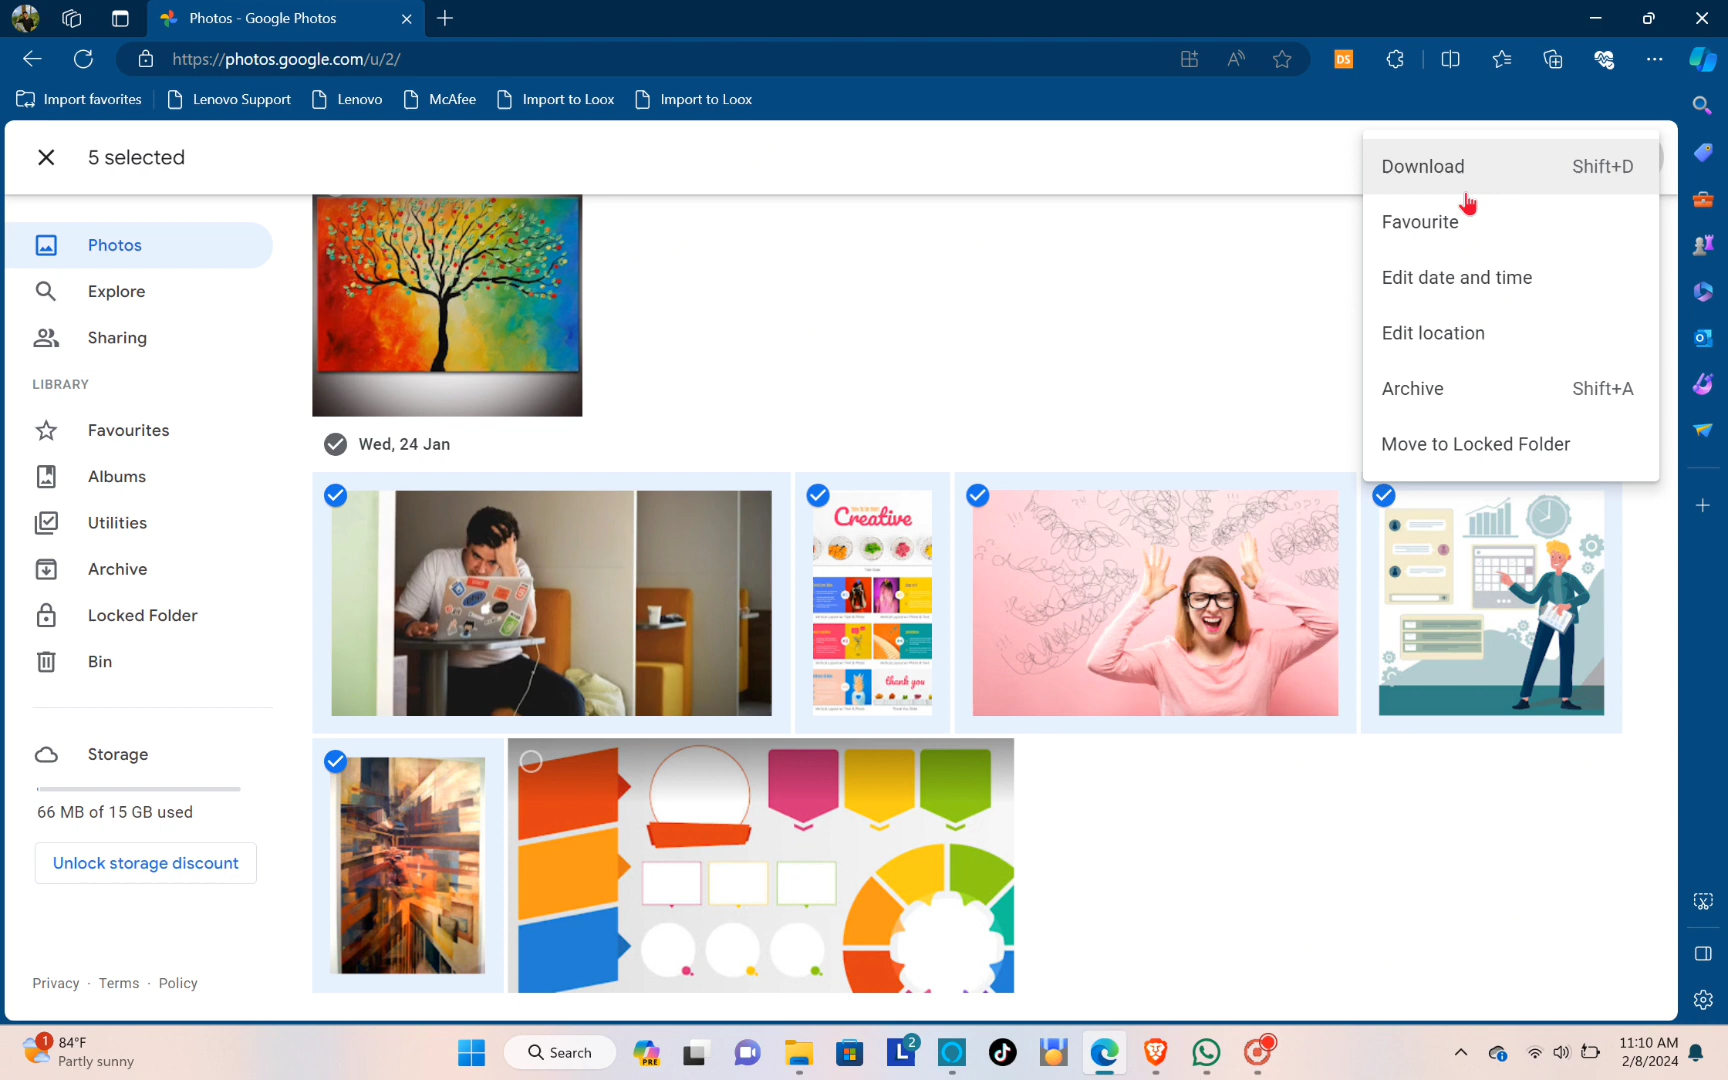 Photos - Google Photos
https://photos.google.com/u/2/
DS
Import favorites
Lenovo Support
Lenovo
McAfee
Import to Loox
Import to Loox
5 selected
Download Shift+D
Favourite
Edit date and time
Edit location
Archive Shift+A
Move to Locked Folder
Photos
Explore
Sharing
LIBRARY
Favourites
Albums
Utilities
Archive
Locked Folder
Bin
Storage
66 MB of 15 GB used
Unlock storage discount
Privacy · Terms · Policy
Wed, 24 Jan
Creative
thank you
1
84°F
Partly sunny
Search
PRE
L
2
11:10 AM
2/8/2024